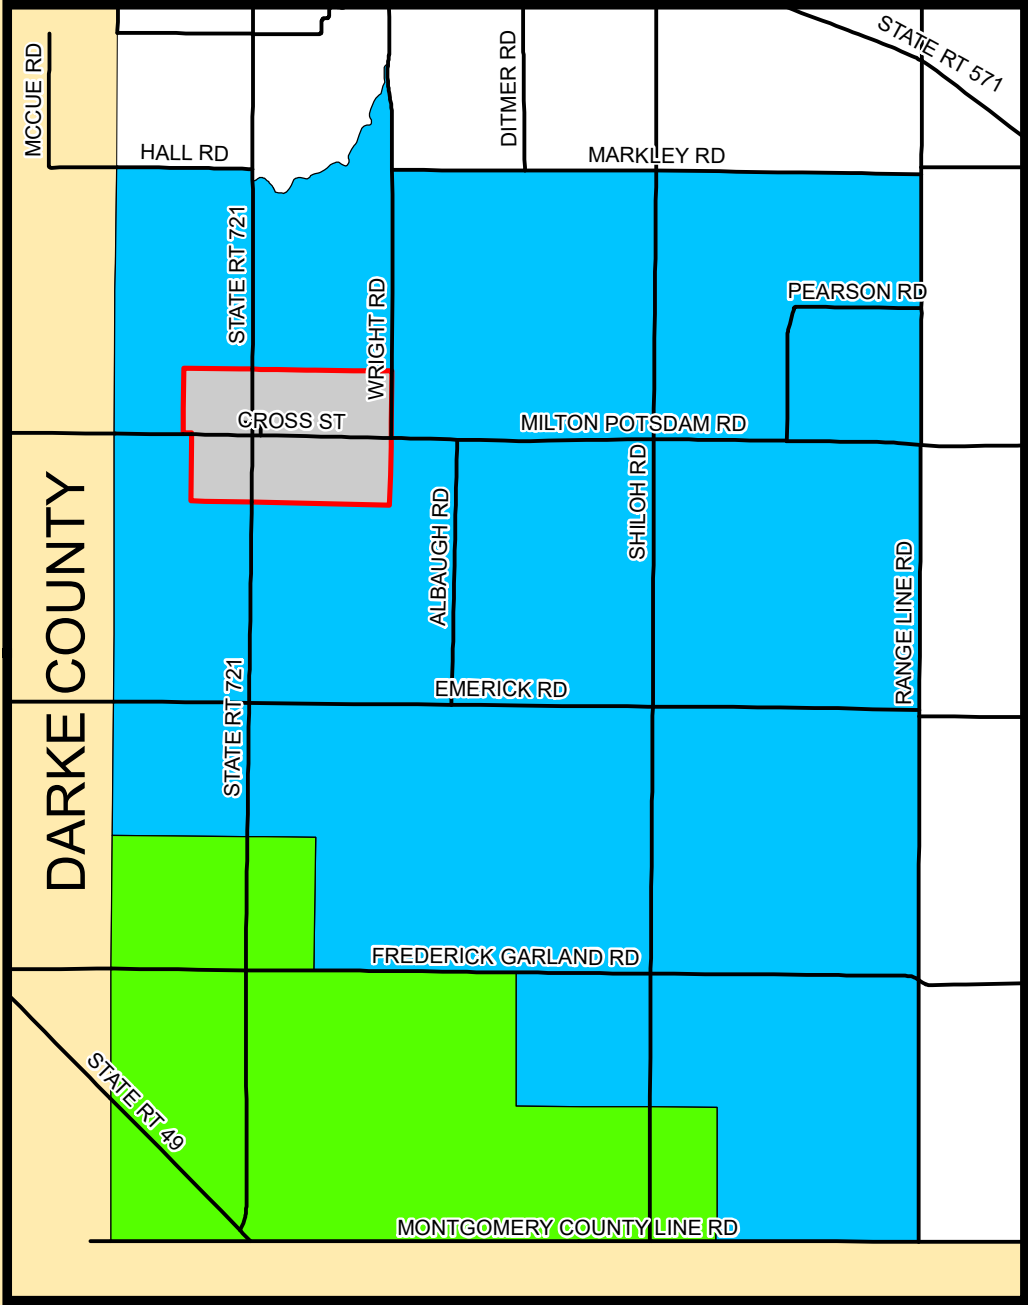 STATE RT 571
MCCUE RD
DITMER RD
HALL RD
MARKLEY RD
STATE RT 721
WRIGHT RD
PEARSON RD
CROSS ST
MILTON POTSDAM RD
SHILOH RD
ALBAUGH RD
DARKE COUNTY
RANGE LINE RD
STATE RT 721
EMERICK RD
FREDERICK GARLAND RD
STATE RT 49
MONTGOMERY COUNTY LINE RD